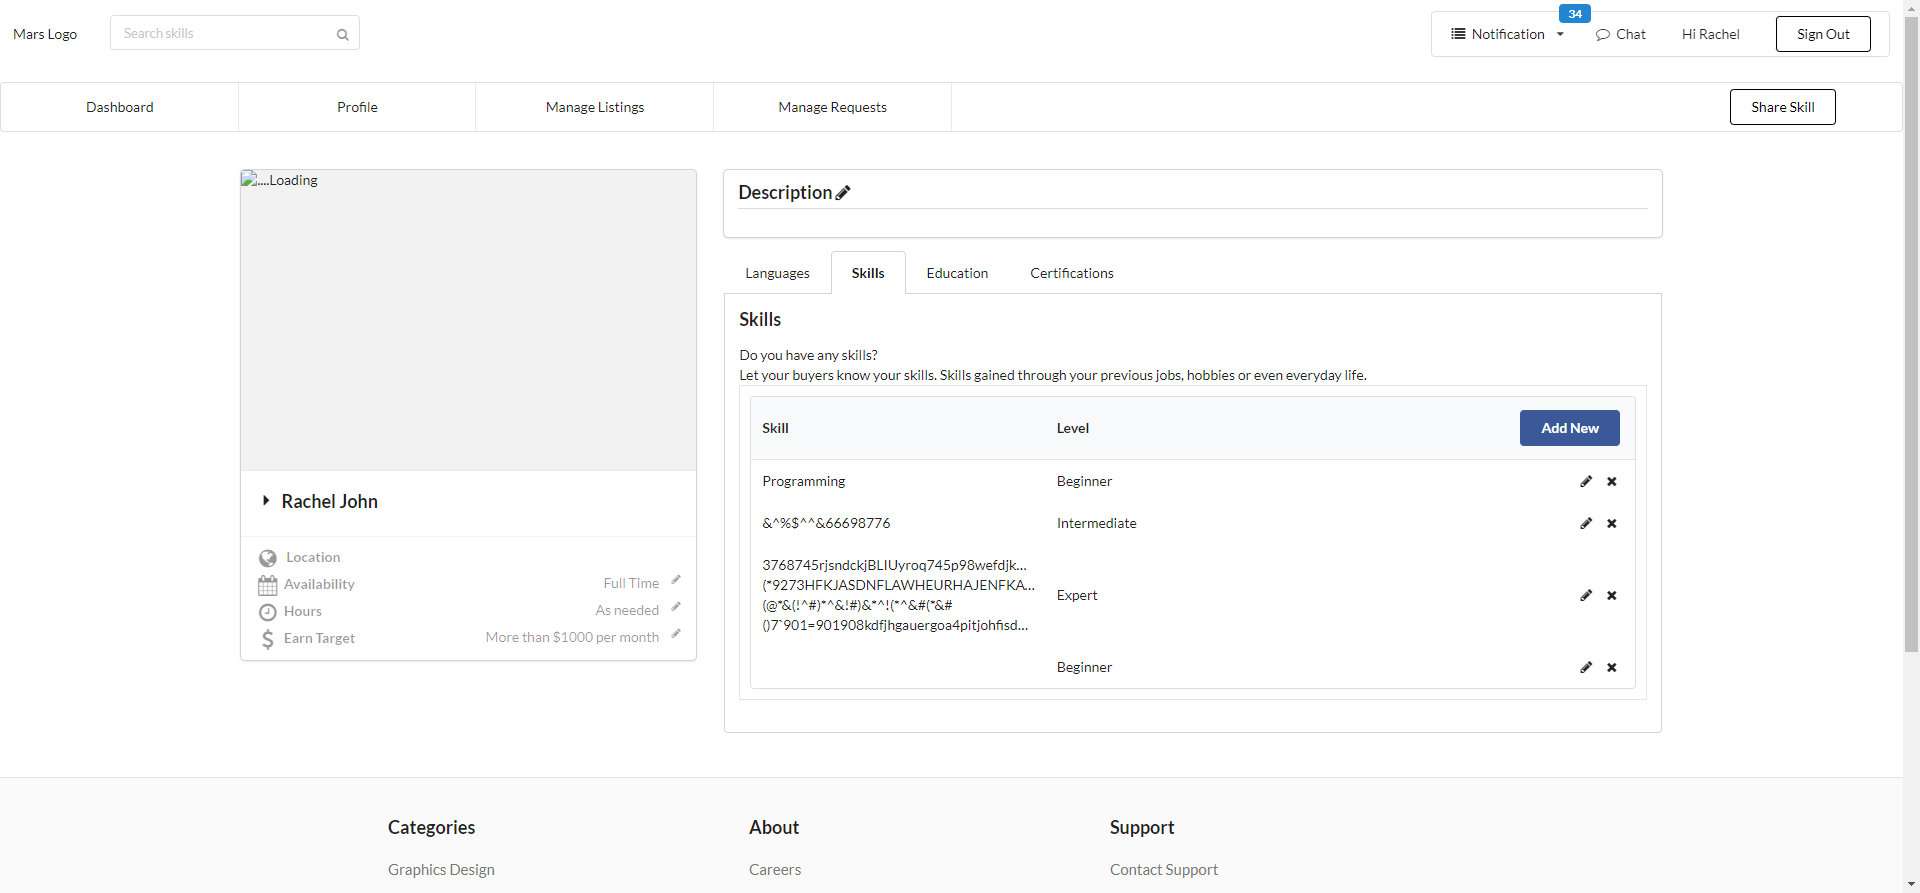 Mars Logo
Search skills
34
Notification
Chat
Hi Rachel
Sign Out
Dashboard
Profile
Manage Listings
Manage Requests
Share Skill
....Loading
Rachel John
Location
Availability
Full Time
Hours
As needed
Earn Target
More than $1000 per month
Description
Languages
Skills
Education
Certifications
Skills
Do you have any skills?
Let your buyers know your skills. Skills gained through your previous jobs, hobbies or even everyday life.
Skill
Level
Add New
Programming
Beginner
&^%$^^&66698776
Intermediate
3768745rjsndckjBLIUyroq745p98wefdjk...
(*9273HFKJASDNFLAWHEURHAJENFKA...
(@*&(!^#)*^&!#)&*^!(*^&#(*&#
()7`901=901908kdfjhgauergoa4pitjohfisd...
Expert
Beginner
Categories
About
Support
Graphics Design
Careers
Contact Support